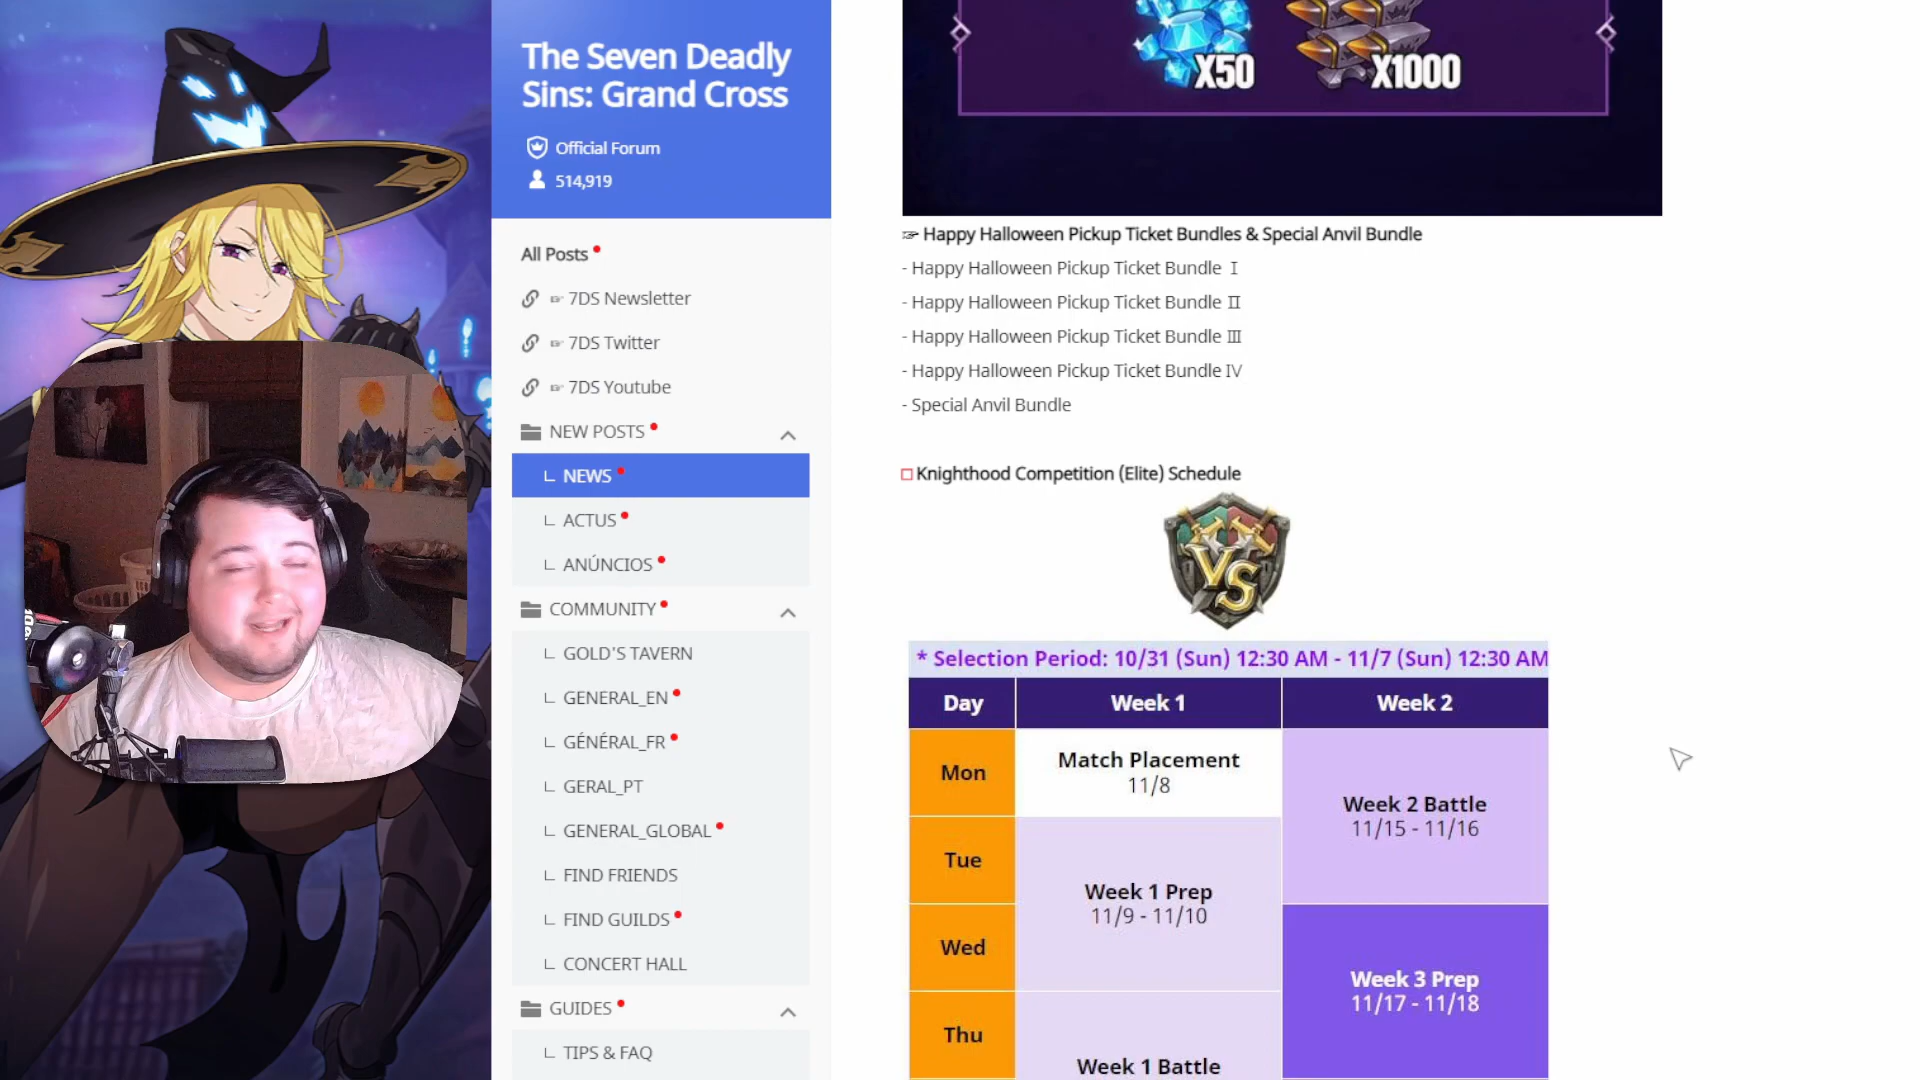 The Seven Deadly
Sins: Grand Cross
Official Forum
514,919
All Posts
☞ 7DS Newsletter
☞ 7DS Twitter
☞ 7DS Youtube
NEW POSTS
NEWS
ACTUS
ANÚNCIOS
COMMUNITY
GOLD'S TAVERN
GENERAL_EN
GÉNÉRAL_FR
GERAL_PT
GENERAL_GLOBAL
FIND FRIENDS
FIND GUILDS
CONCERT HALL
GUIDES
TIPS & FAQ
X50
X1000
☞ Happy Halloween Pickup Ticket Bundles & Special Anvil Bundle
- Happy Halloween Pickup Ticket Bundle Ⅰ
- Happy Halloween Pickup Ticket Bundle Ⅱ
- Happy Halloween Pickup Ticket Bundle Ⅲ
- Happy Halloween Pickup Ticket Bundle Ⅳ
- Special Anvil Bundle
□ Knighthood Competition (Elite) Schedule
VS
* Selection Period: 10/31 (Sun) 12:30 AM - 11/7 (Sun) 12:30 AM
Day Week 1 Week 2
Mon
Match Placement
11/8
Week 2 Battle
11/15 - 11/16
Tue
Week 1 Prep
11/9 - 11/10
Wed
Week 3 Prep
11/17 - 11/18
Thu
Week 1 Battle